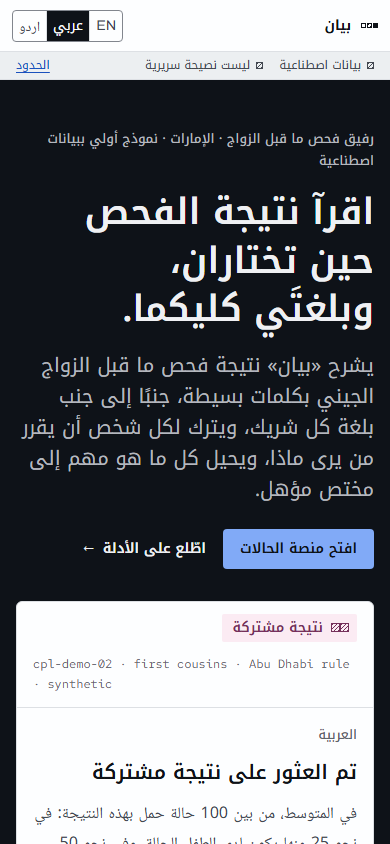 بيان
EN
عربي
اردو
بيانات اصطناعية
ليست نصيحة سريرية
الحدود
رفيق فحص ما قبل الزواج · الإمارات · نموذج أولي ببيانات
اصطناعية
اقرآ نتيجة الفحص
حين تختاران،
وبلغتَي كليكما.
يشرح «بيان» نتيجة فحص ما قبل الزواج
الجيني بكلمات بسيطة، جنبًا إلى جنب
بلغة كل شريك، ويترك لكل شخص أن يقرر
من يرى ماذا، ويحيل كل ما هو مهم إلى
مختص مؤهل.
افتح منصة الحالات
اطّلع على الأدلة ←
نتيجة مشتركة
cpl-demo-02 · first cousins · Abu Dhabi rule
· synthetic
العربية
تم العثور على نتيجة مشتركة
في المتوسط، من بين 100 حالة حمل بهذه النتيجة: في